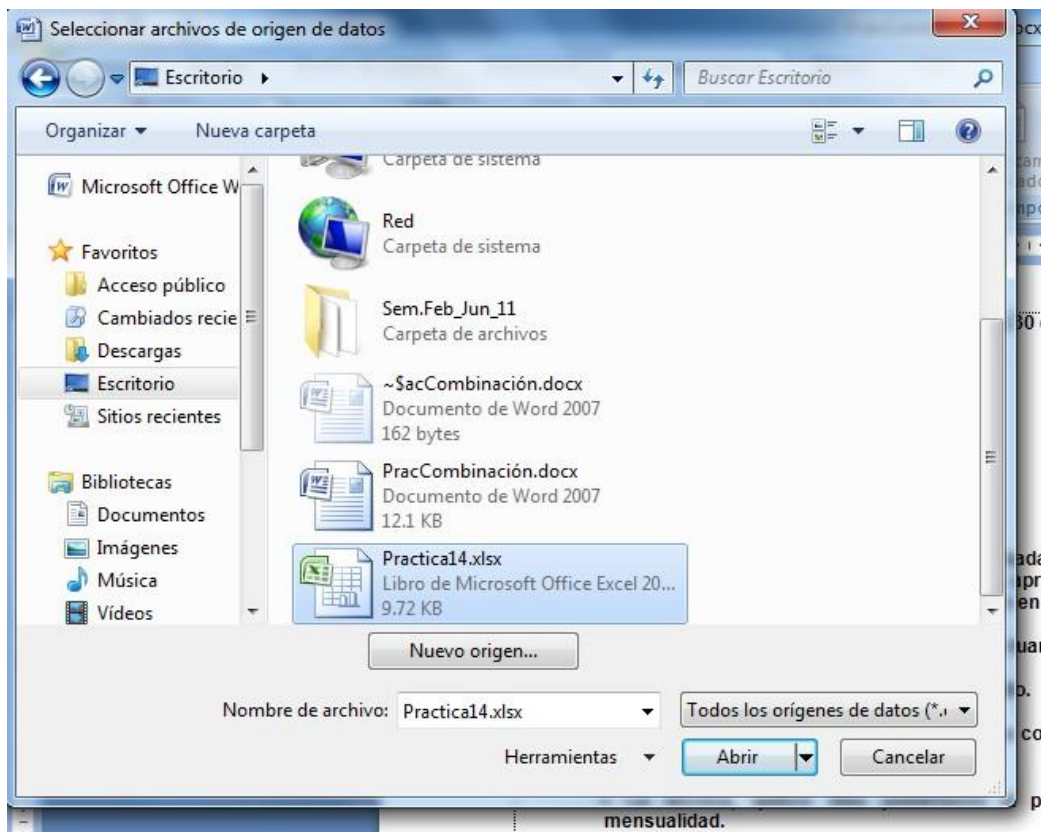 Seleccionar archivos de origen de datos
Escritorio
Buscar Escritorio
Organizar
Nueva carpeta
Microsoft Office W
Favoritos
Acceso público
Cambiados recie
Descargas
Escritorio
Sitios recientes
Bibliotecas
Documentos
Imágenes
Música
Vídeos
Carpeta de sistema
Red
Carpeta de sistema
Sem.Feb_Jun_11
Carpeta de archivos
~$acCombinación.docx
Documento de Word 2007
162 bytes
PracCombinación.docx
Documento de Word 2007
12.1 KB
Practica14.xlsx
Libro de Microsoft Office Excel 20...
9.72 KB
Nuevo origen...
Nombre de archivo: Practica14.xlsx
Todos los orígenes de datos (*.
Herramientas
Abrir
Cancelar
mensualidad.